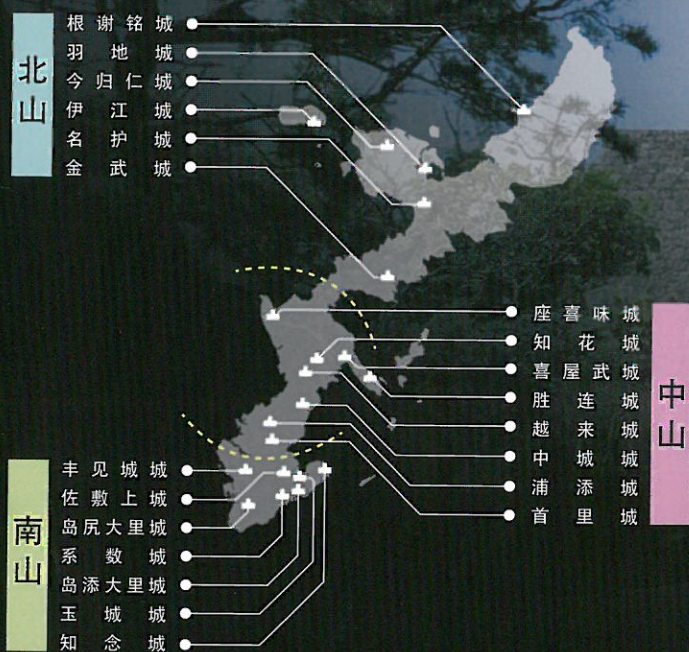 北山
根谢铭城
羽地城
今归仁城
伊江城
名护城
金武城
中山
座喜味城
知花城
喜屋武城
胜连城
越来城
中城城
浦添城
首里城
南山
丰见城城
佐敷上城
岛尻大里城
系数城
岛添大里城
玉城城
知念城